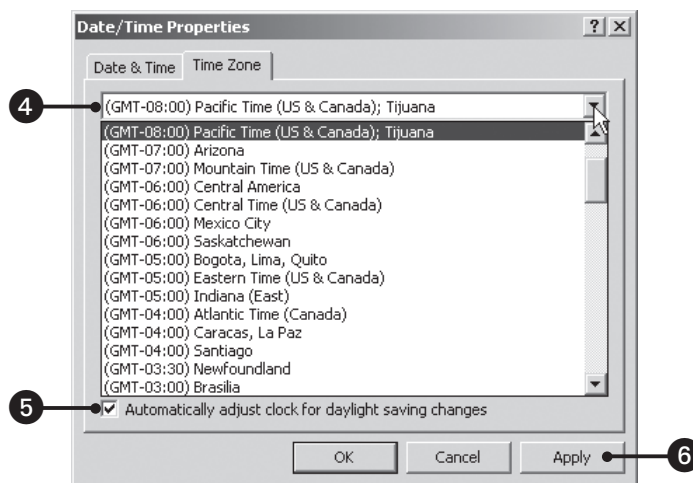 Date/Time Properties ? ×
Date & Time Time Zone
4
(GMT-08:00) Pacific Time (US & Canada); Tijuana
(GMT-08:00) Pacific Time (US & Canada); Tijuana
(GMT-07:00) Arizona
(GMT-07:00) Mountain Time (US & Canada)
(GMT-06:00) Central America
(GMT-06:00) Central Time (US & Canada)
(GMT-06:00) Mexico City
(GMT-06:00) Saskatchewan
(GMT-05:00) Bogota, Lima, Quito
(GMT-05:00) Eastern Time (US & Canada)
(GMT-05:00) Indiana (East)
(GMT-04:00) Atlantic Time (Canada)
(GMT-04:00) Caracas, La Paz
(GMT-04:00) Santiago
(GMT-03:30) Newfoundland
(GMT-03:00) Brasilia
5
Automatically adjust clock for daylight saving changes
OK Cancel Apply
6